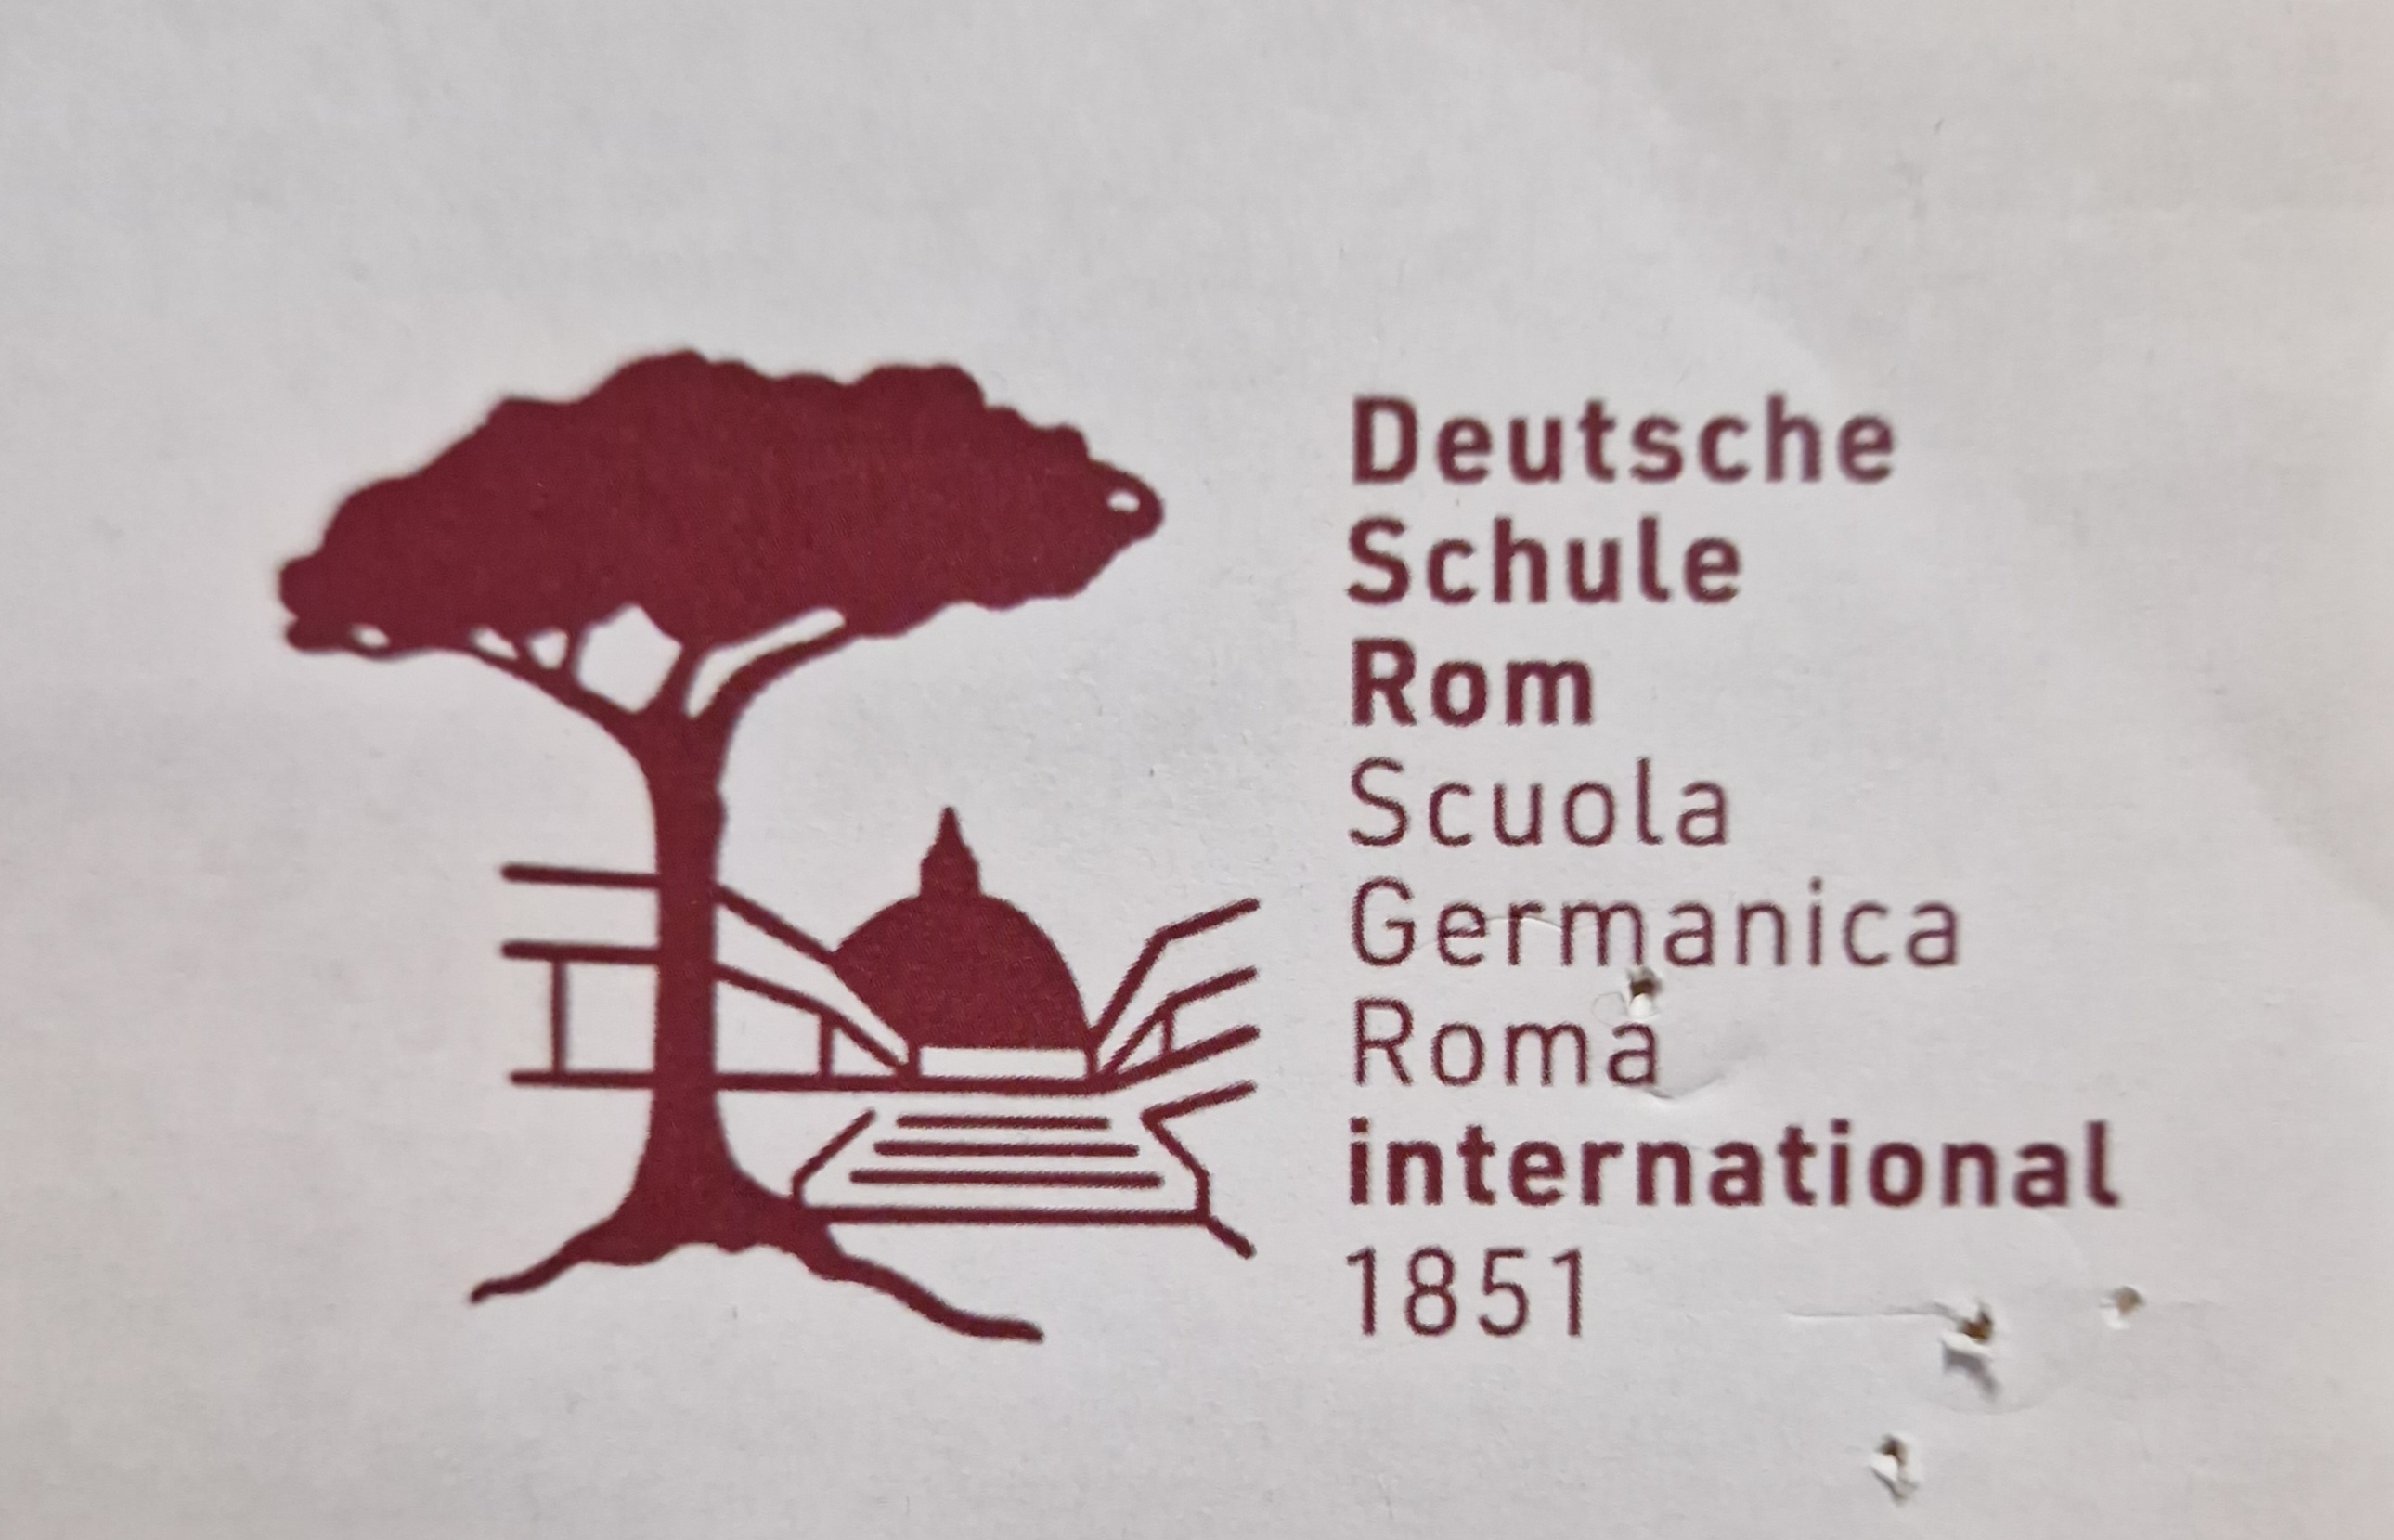 Deutsche
Schule
Rom
Scuola
Germanica
Roma
international
1851